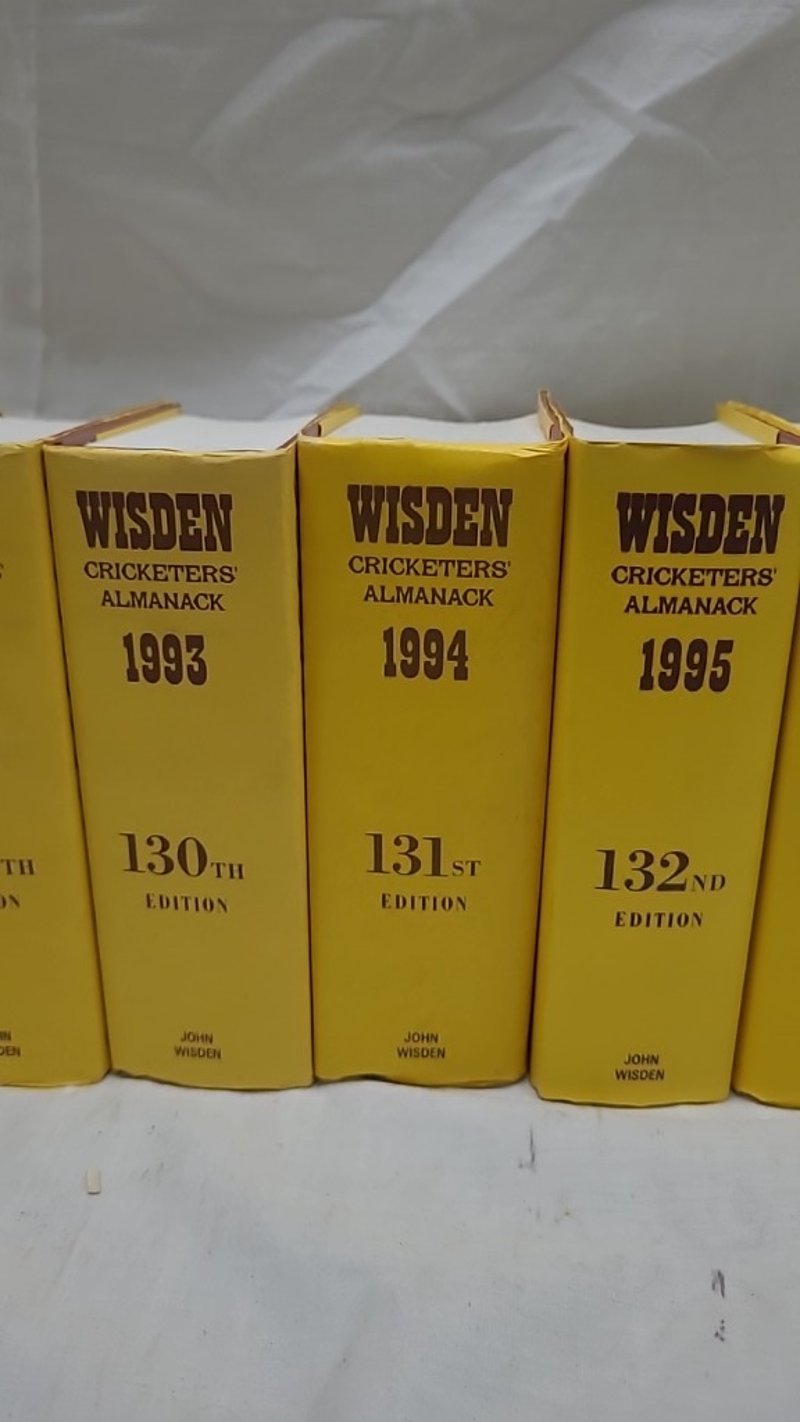 TH
WISDEN
CRICKETERS'
ALMANACK
1993
130TH
EDITION
JOHN
WISDEN
WISDEN
CRICKETERS'
ALMANACK
1994
131ST
EDITION
JOHN
WISDEN
WISDEN
CRICKETERS'
ALMANACK
1995
132ND
EDITION
JOHN
WISDEN